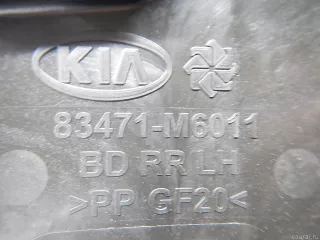 KIA
83471-M6011
BD RR LH
>PP GF20<